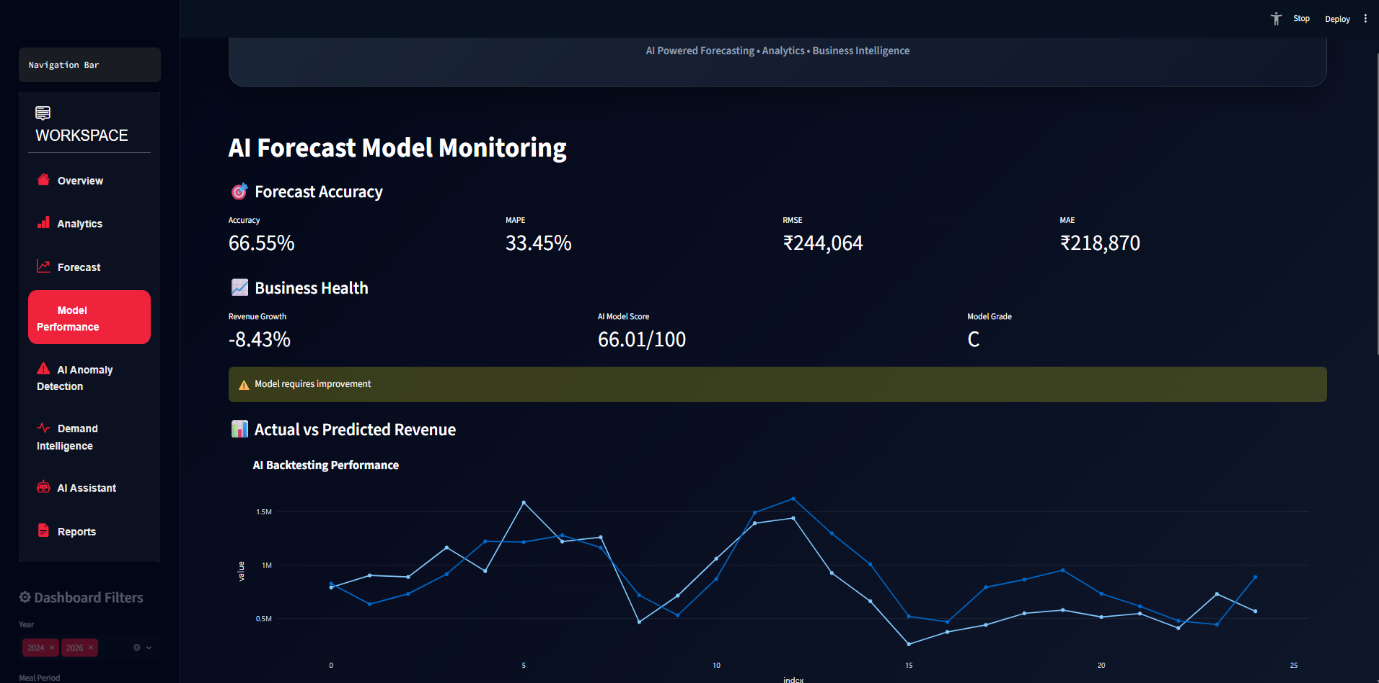 Stop
Deploy
Navigation Bar
WORKSPACE
Overview
Analytics
Forecast
Model
Performance
AI Anomaly
Detection
Demand
Intelligence
AI Assistant
Reports
Dashboard Filters
Year
2024 ×
2026 ×
Meal Period
AI Powered Forecasting • Analytics • Business Intelligence
AI Forecast Model Monitoring
Forecast Accuracy
Accuracy
66.55%
MAPE
33.45%
RMSE
₹244,064
MAE
₹218,870
Business Health
Revenue Growth
-8.43%
AI Model Score
66.01/100
Model Grade
C
Model requires improvement
Actual vs Predicted Revenue
AI Backtesting Performance
1.5M
1M
0.5M
value
0
5
10
15
20
25
index